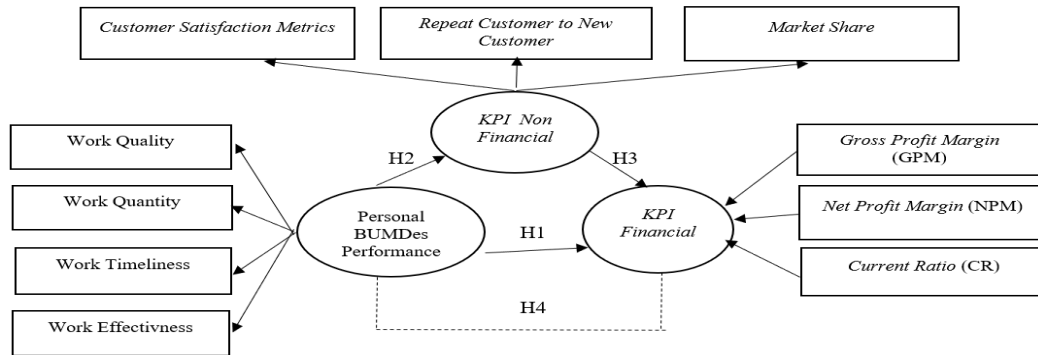 Customer Satisfaction Metrics
Repeat Customer to New
Customer
Market Share
KPI Non
Financial
Work Quality
Work Quantity
Work Timeliness
Work Effectivness
H2
H3
Personal
BUMDes
Performance
H1
KPI
Financial
H4
Gross Profit Margin
(GPM)
Net Profit Margin (NPM)
Current Ratio (CR)